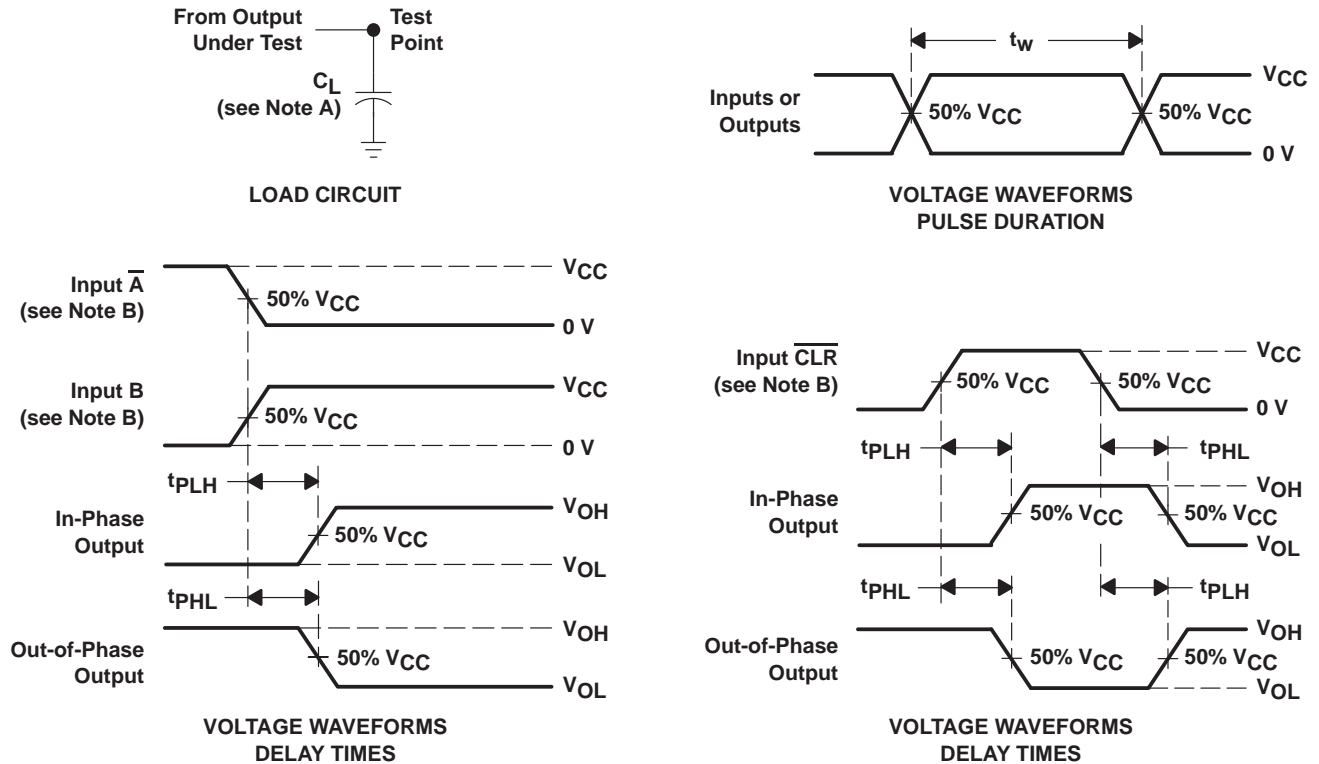 From Output
Under Test
Test
Point
CL
(see Note A)
LOAD CIRCUIT
tw
Inputs or
Outputs
50% VCC
50% VCC
VCC
0 V
VOLTAGE WAVEFORMS
PULSE DURATION
Input A̅
(see Note B)
50% VCC
VCC
0 V
Input B
(see Note B)
50% VCC
VCC
0 V
tPLH
In-Phase
Output
50% VCC
VOH
VOL
tPHL
Out-of-Phase
Output
50% VCC
VOH
VOL
VOLTAGE WAVEFORMS
DELAY TIMES
Input C̅L̅R̅
(see Note B)
50% VCC
50% VCC
VCC
0 V
tPLH
tPHL
In-Phase
Output
50% VCC
50% VCC
VOH
VOL
tPHL
tPLH
Out-of-Phase
Output
50% VCC
50% VCC
VOH
VOL
VOLTAGE WAVEFORMS
DELAY TIMES